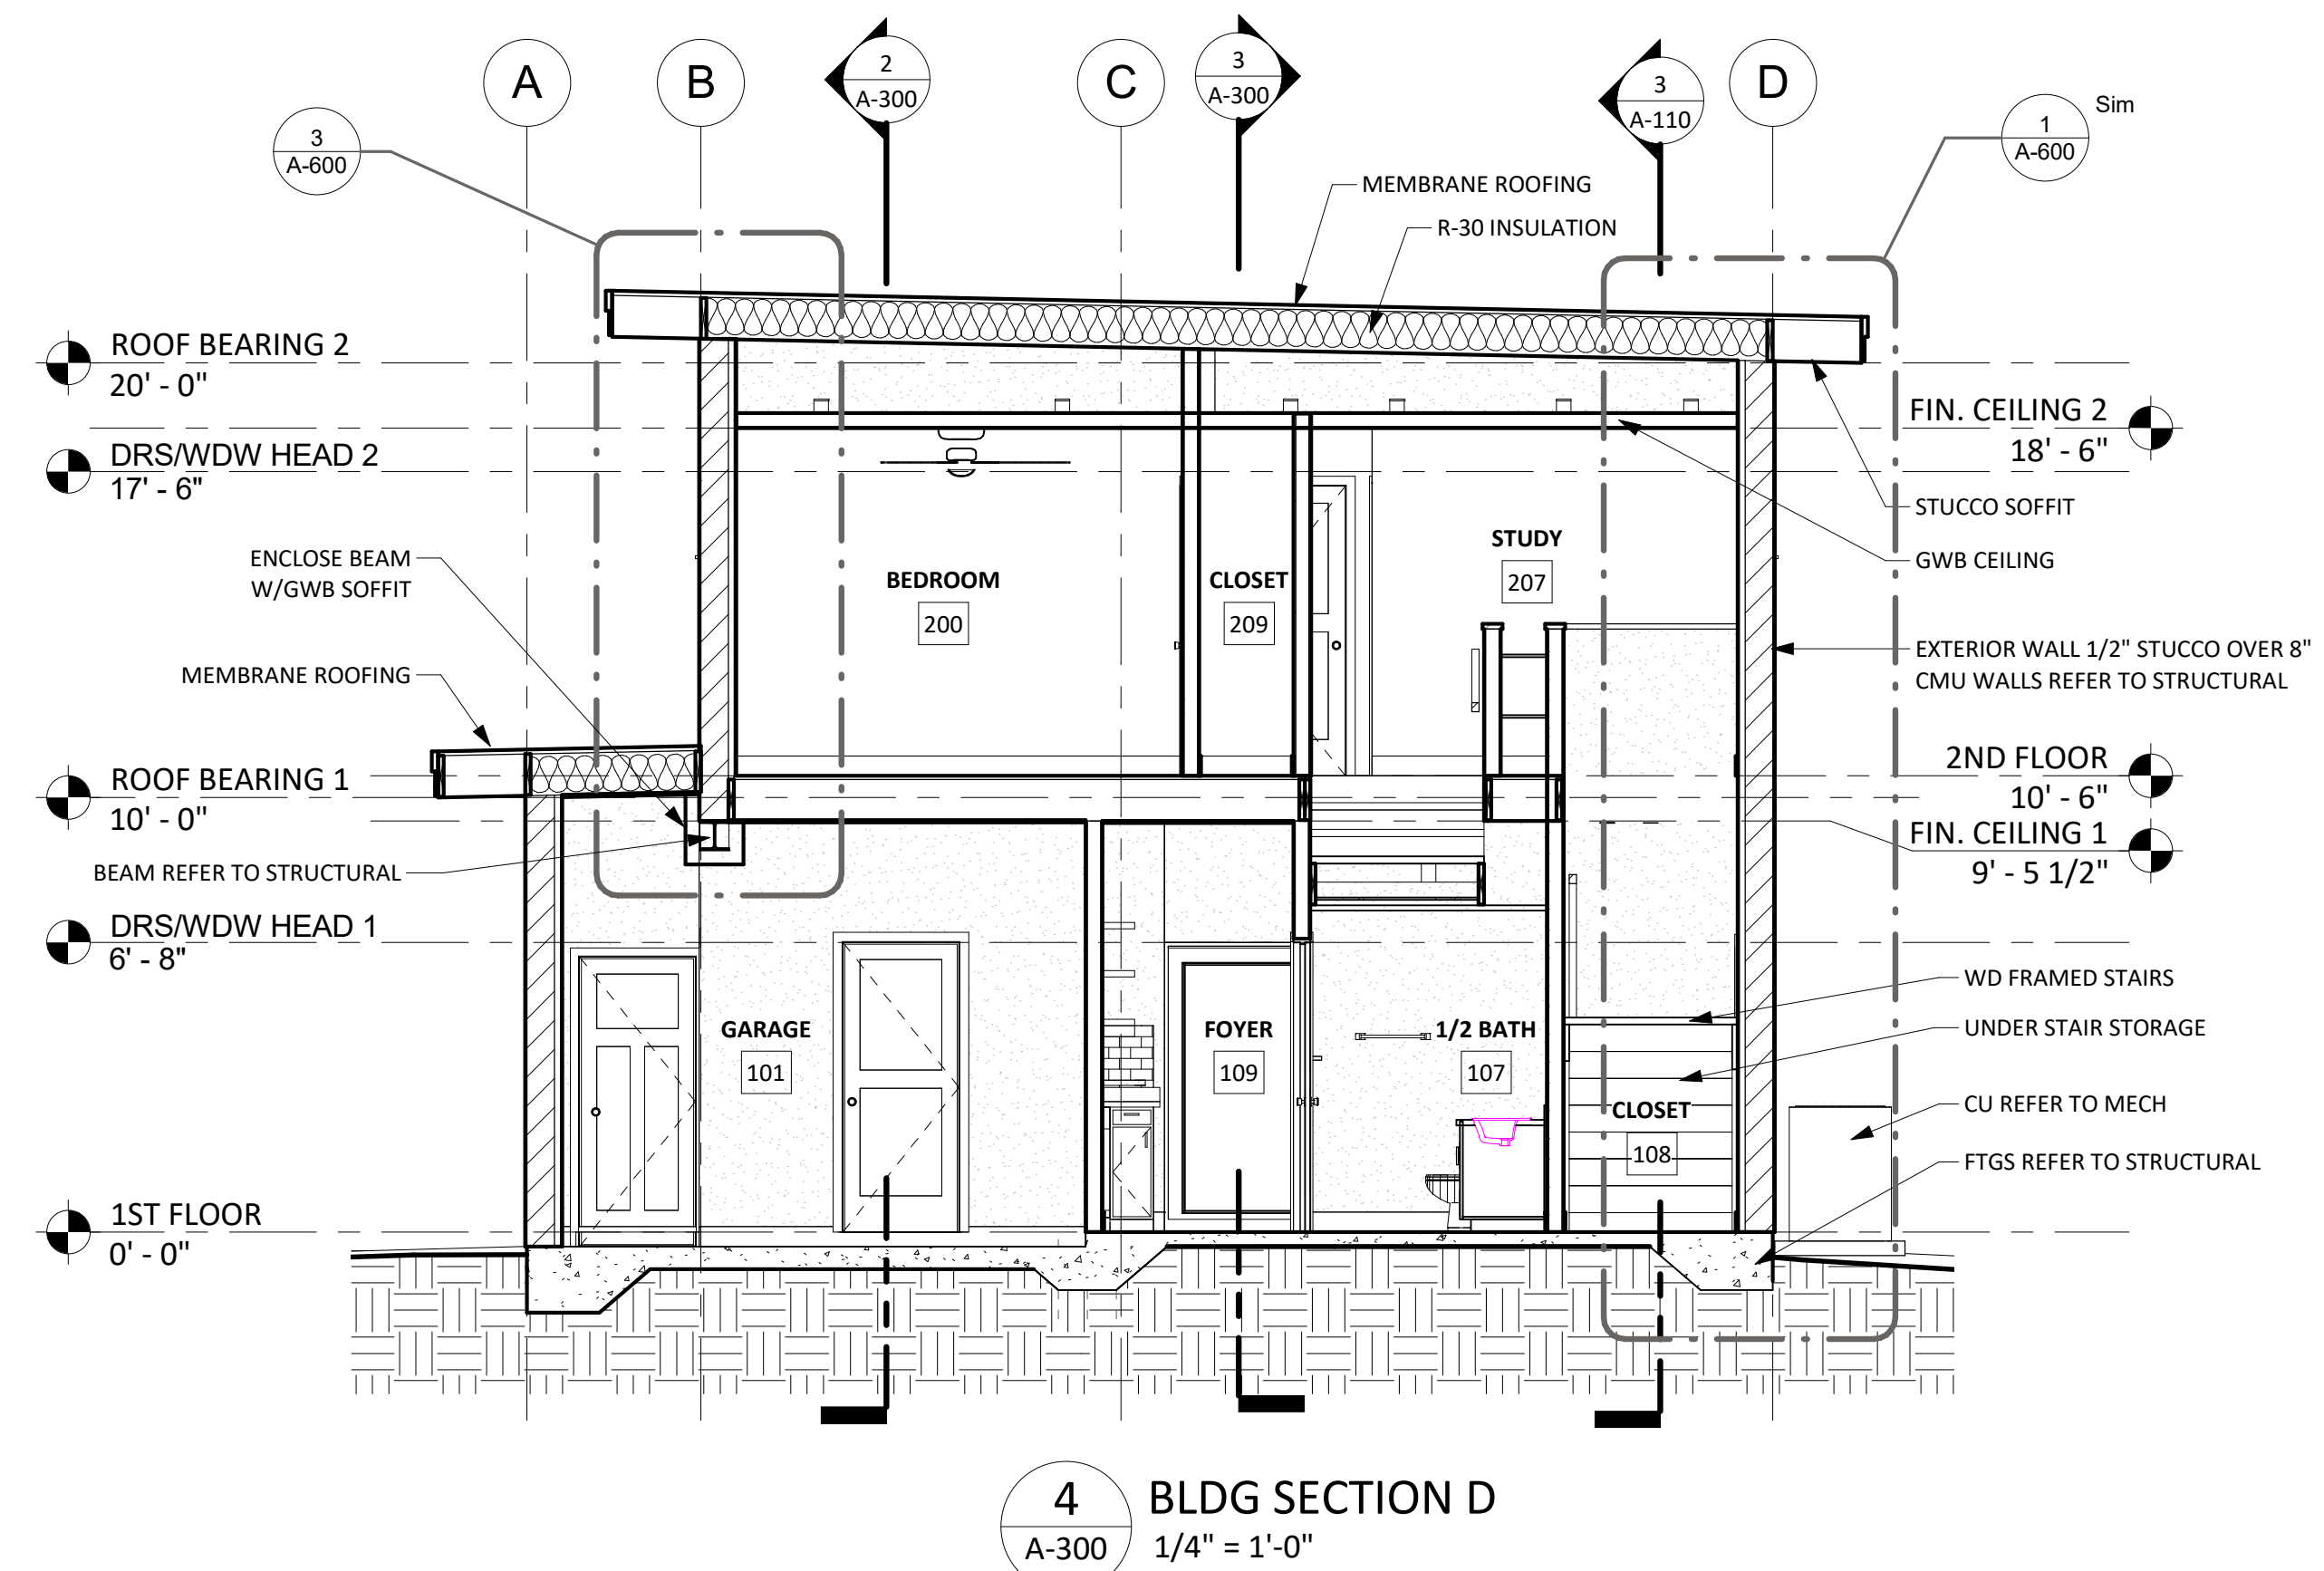 A
B
2
A-300
C
3
A-300
3
A-110
D
1
A-600
Sim
3
A-600
MEMBRANE ROOFING
R-30 INSULATION
ROOF BEARING 2
20' - 0"
DRS/WDW HEAD 2
17' - 6"
FIN. CEILING 2
18' - 6"
STUCCO SOFFIT
GWB CEILING
ENCLOSE BEAM
W/GWB SOFFIT
BEDROOM
200
CLOSET
209
STUDY
207
MEMBRANE ROOFING
EXTERIOR WALL 1/2" STUCCO OVER 8"
CMU WALLS REFER TO STRUCTURAL
ROOF BEARING 1
10' - 0"
2ND FLOOR
10' - 6"
FIN. CEILING 1
9' - 5 1/2"
BEAM REFER TO STRUCTURAL
DRS/WDW HEAD 1
6' - 8"
WD FRAMED STAIRS
UNDER STAIR STORAGE
GARAGE
101
FOYER
109
1/2 BATH
107
CLOSET
108
CU REFER TO MECH
FTGS REFER TO STRUCTURAL
1ST FLOOR
0' - 0"
4
A-300
BLDG SECTION D
1/4" = 1'-0"